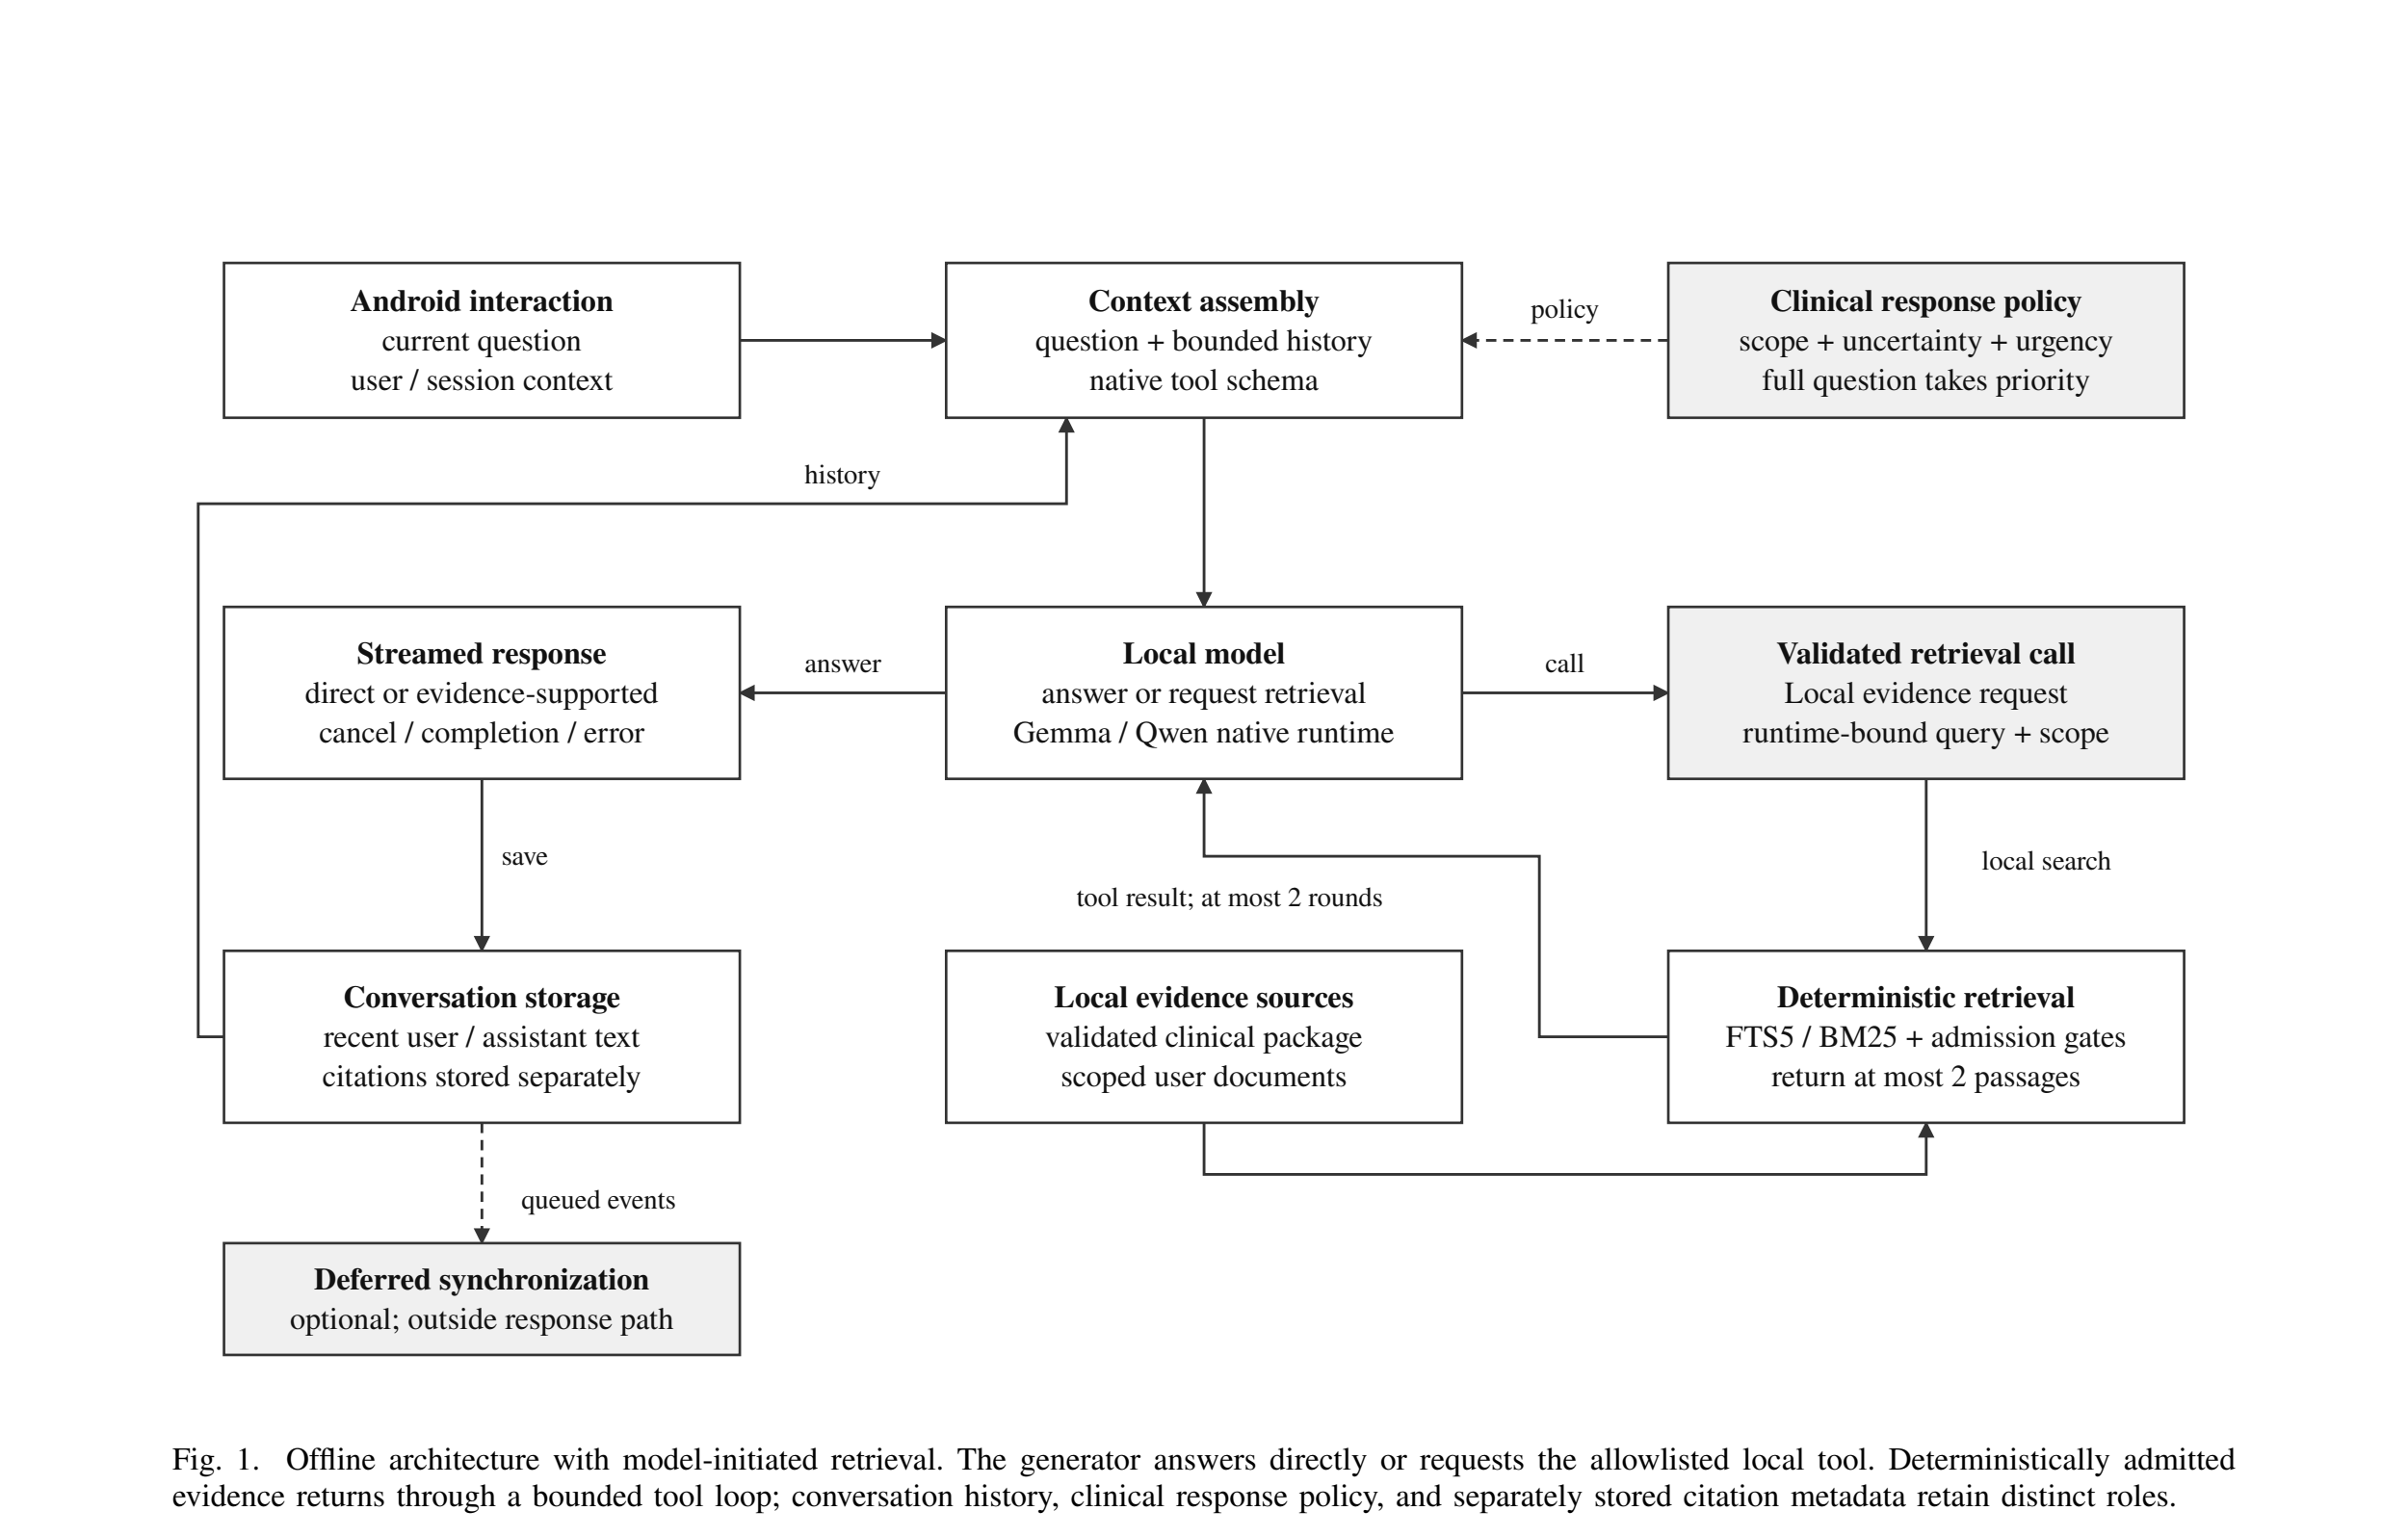 Android interaction
current question
user / session context
Context assembly
question + bounded history
native tool schema
policy
Clinical response policy
scope + uncertainty + urgency
full question takes priority
history
Streamed response
direct or evidence-supported
cancel / completion / error
answer
Local model
answer or request retrieval
Gemma / Qwen native runtime
call
Validated retrieval call
Local evidence request
runtime-bound query + scope
save
tool result; at most 2 rounds
local search
Conversation storage
recent user / assistant text
citations stored separately
Local evidence sources
validated clinical package
scoped user documents
Deterministic retrieval
FTS5 / BM25 + admission gates
return at most 2 passages
queued events
Deferred synchronization
optional; outside response path
Fig. 1. Offline architecture with model-initiated retrieval. The generator answers directly or requests the allowlisted local tool. Deterministically admitted
evidence returns through a bounded tool loop; conversation history, clinical response policy, and separately stored citation metadata retain distinct roles.